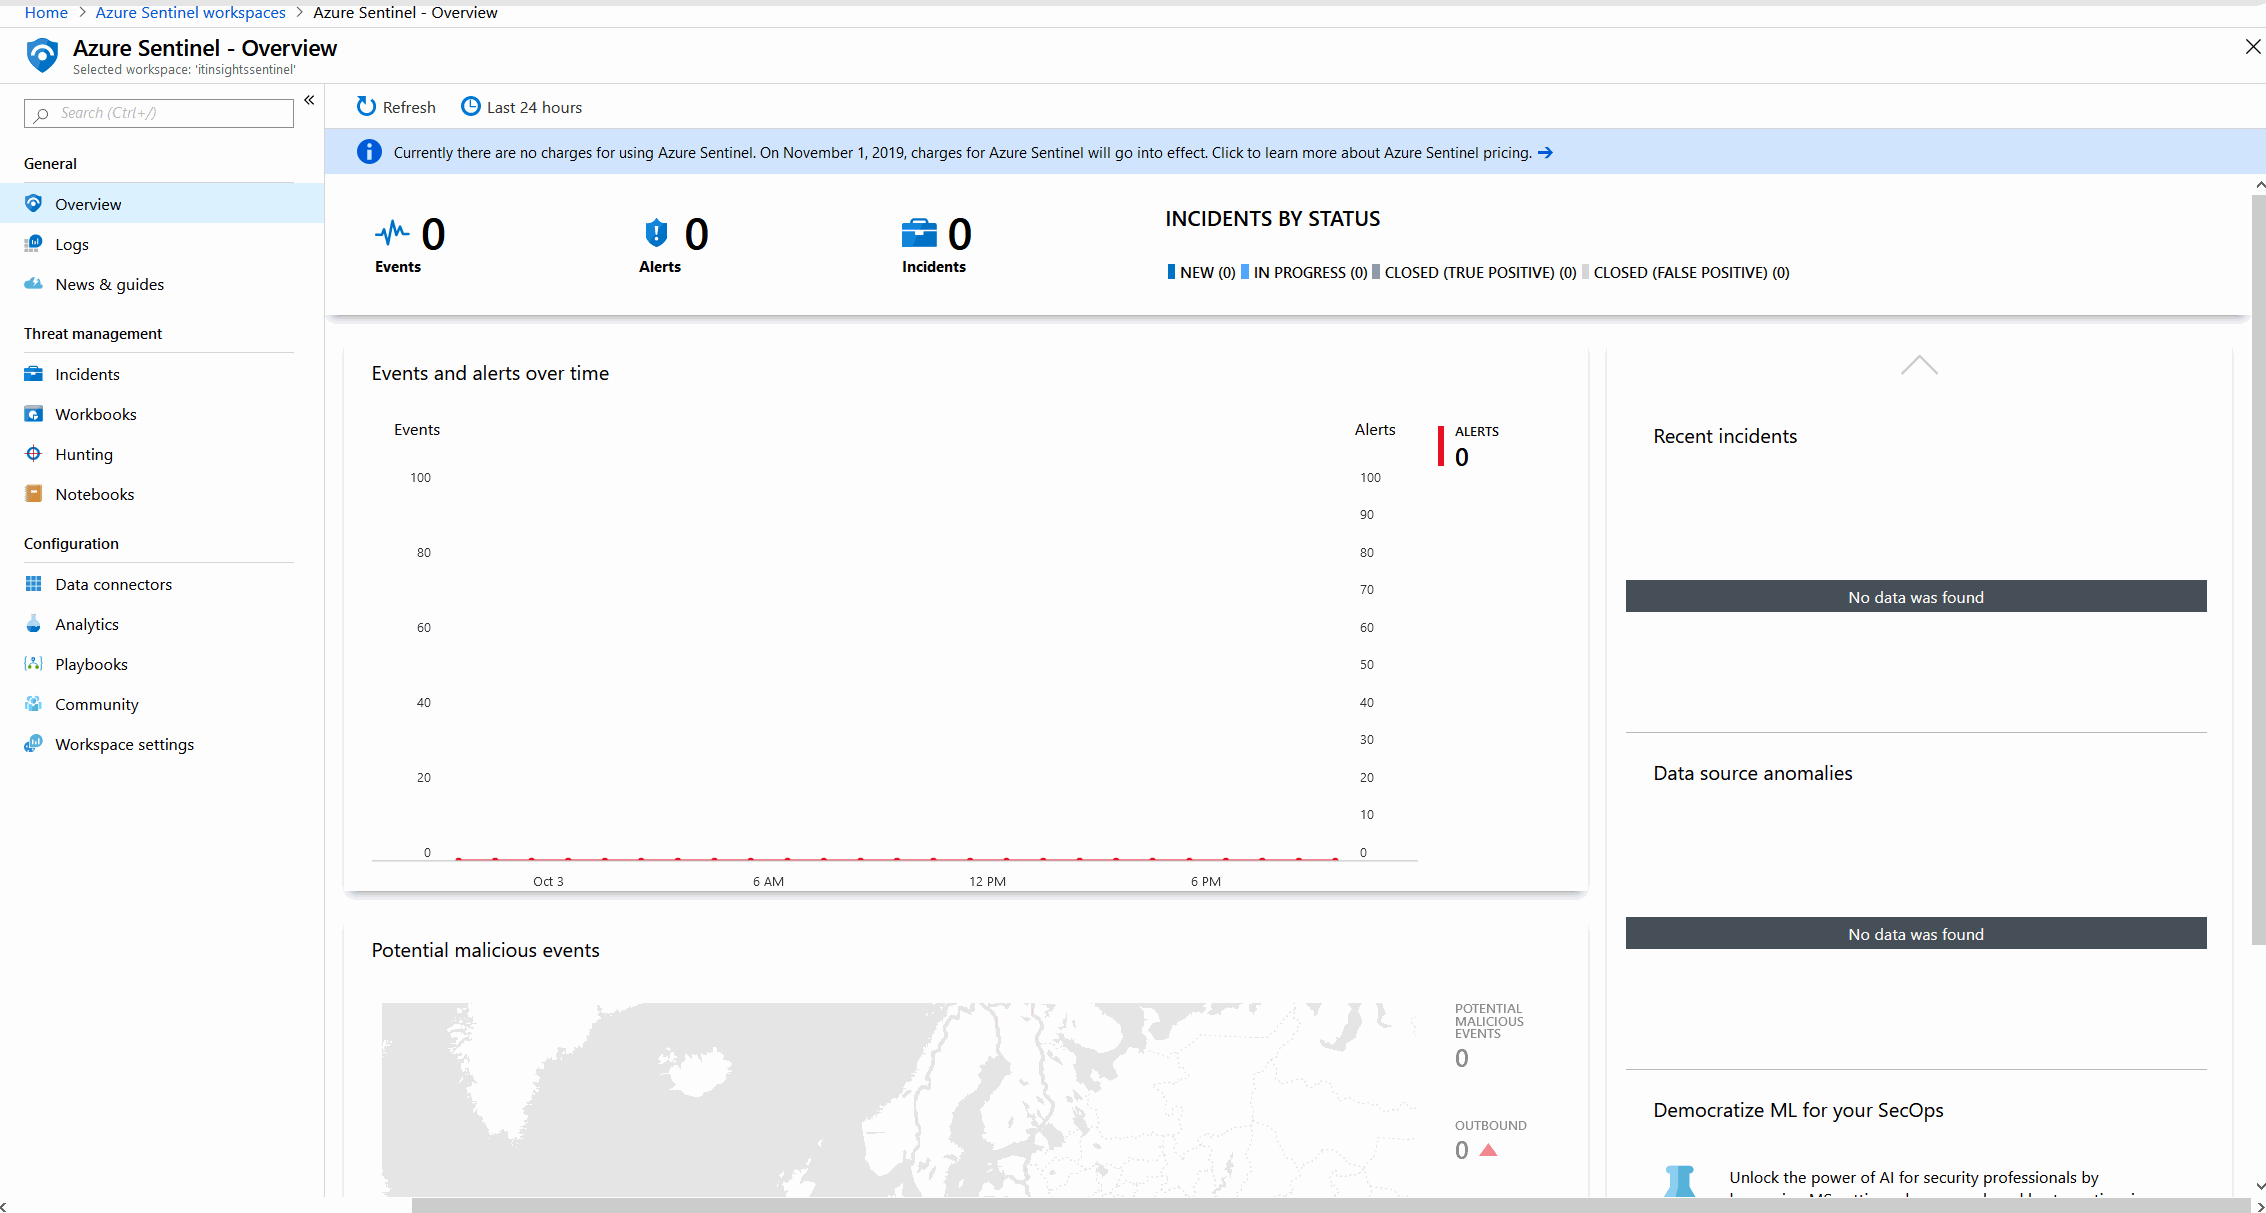 Home > Azure Sentinel workspaces > Azure Sentinel - Overview
Azure Sentinel - Overview
Selected workspace: 'itinsightssentinel'
Search (Ctrl+/)
«
Refresh
Last 24 hours
Currently there are no charges for using Azure Sentinel. On November 1, 2019, charges for Azure Sentinel will go into effect. Click to learn more about Azure Sentinel pricing. →
General
Overview
Logs
News & guides
Threat management
Incidents
Workbooks
Hunting
Notebooks
Configuration
Data connectors
Analytics
Playbooks
Community
Workspace settings
0
Events
0
Alerts
0
Incidents
INCIDENTS BY STATUS
NEW (0) IN PROGRESS (0) CLOSED (TRUE POSITIVE) (0) CLOSED (FALSE POSITIVE) (0)
Events and alerts over time
Events
100
80
60
40
20
0
Alerts
100
90
80
70
60
50
40
30
20
10
0
ALERTS
0
Oct 3
6 AM
12 PM
6 PM
Potential malicious events
POTENTIAL
MALICIOUS
EVENTS
0
OUTBOUND
0
Recent incidents
No data was found
Data source anomalies
No data was found
Democratize ML for your SecOps
Unlock the power of AI for security professionals by